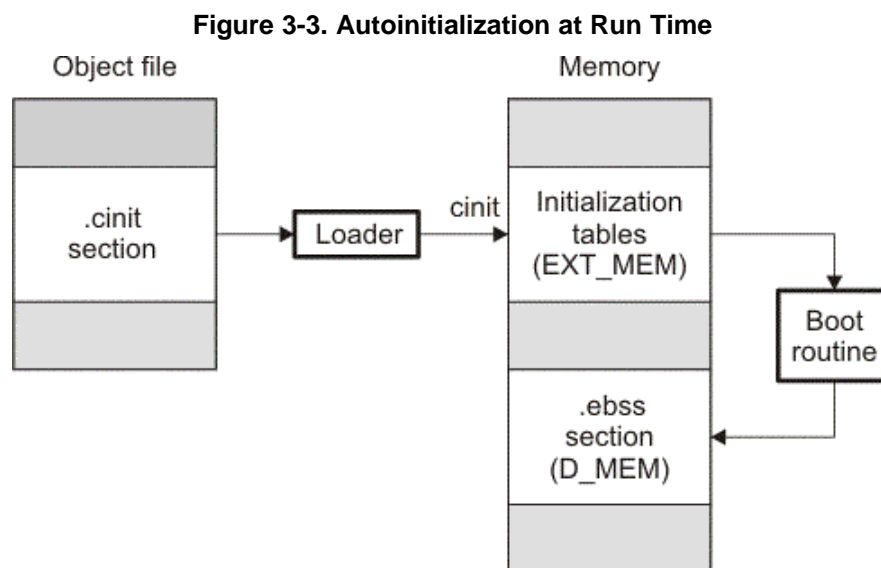 Figure 3-3. Autoinitialization at Run Time
Object file
Memory
.cinit
section
Loader
cinit
Initialization
tables
(EXT_MEM)
Boot
routine
.ebss
section
(D_MEM)